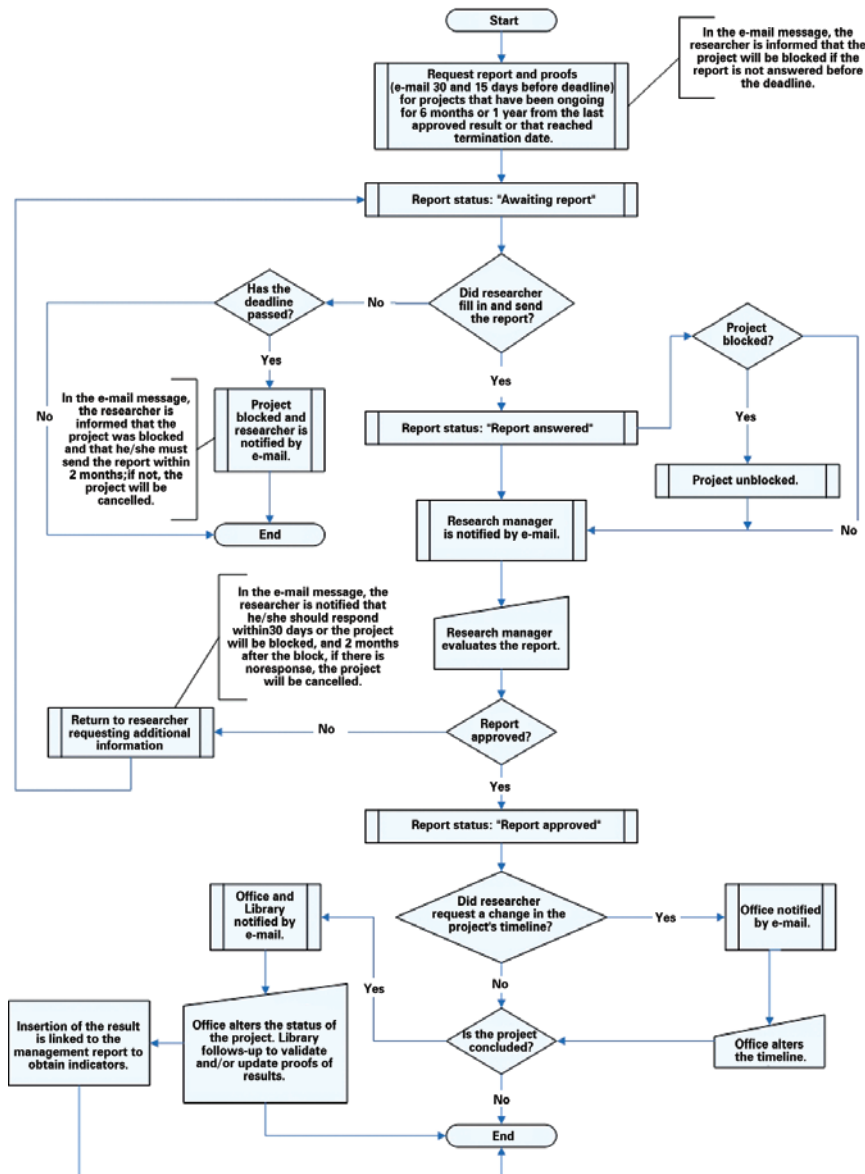 Start
In the e-mail message, the
researcher is informed that the
project will be blocked if the
report is not answered before
the deadline.
Request report and proofs
(e-mail 30 and 15 days before deadline)
for projects that have been ongoing
for 6 months or 1 year from the last
approved result or that reached
termination date.
Report status: "Awaiting report"
Has the
deadline
passed?
No
Did researcher
fill in and send
the report?
Project
blocked?
Yes
Yes
Yes
No
No
In the e-mail message,
the researcher is
informed that the
project was blocked
and that he/she must
send the report within
2 months;if not, the
project will be
cancelled.
Project
blocked and
researcher is
notified by
e-mail.
Report status: "Report answered"
Project unblocked.
End
Research manager
is notified by e-mail.
In the e-mail message, the
researcher is notified that
he/she should respond
within30 days or the project
will be blocked, and 2 months
after the block, if there is
noresponse, the project
will be cancelled.
Research manager
evaluates the report.
Return to researcher
requesting additional
information
No
Report
approved?
Yes
Report status: "Report approved"
Office and
Library
notified by
e-mail.
Did researcher
request a change in the
project's timeline?
Yes
Office notified
by e-mail.
No
Yes
Insertion of the result
is linked to the
management report to
obtain indicators.
Office alters the status of
the project. Library
follows-up to validate
and/or update proofs of
results.
Is the project
concluded?
Office alters
the timeline.
No
End